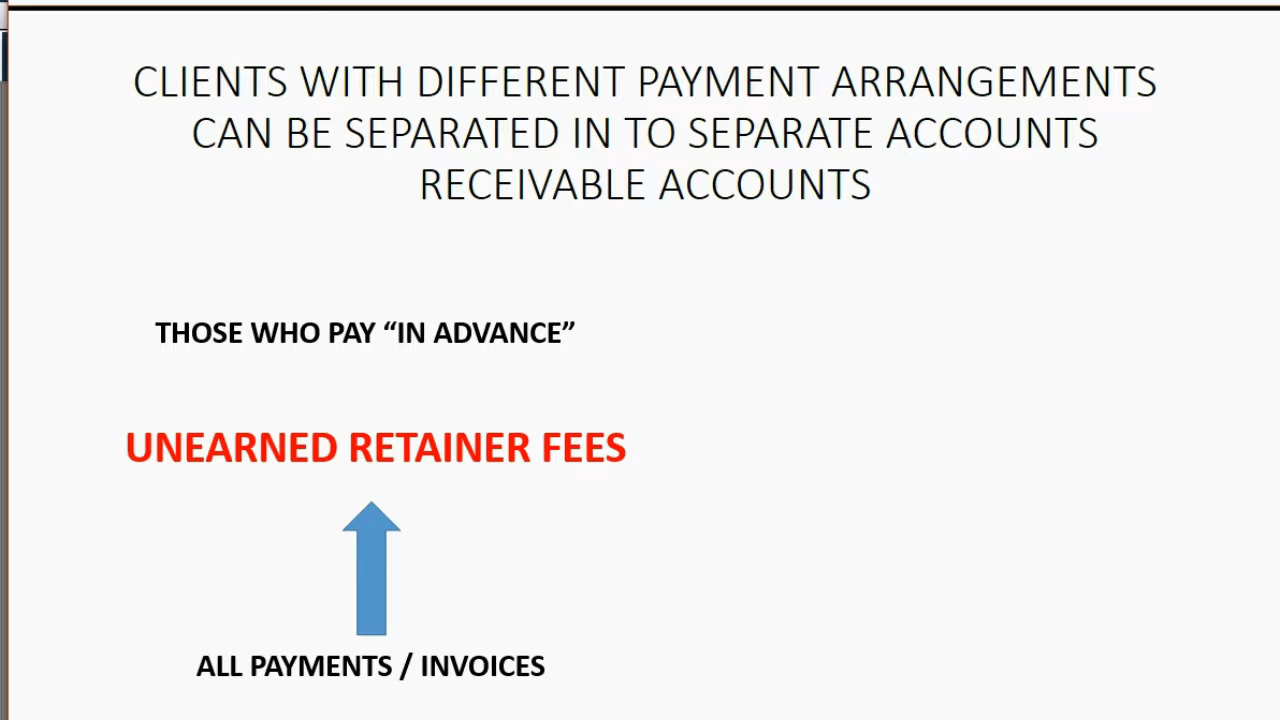 CLIENTS WITH DIFFERENT PAYMENT ARRANGEMENTS
CAN BE SEPARATED IN TO SEPARATE ACCOUNTS
RECEIVABLE ACCOUNTS
THOSE WHO PAY “IN ADVANCE”
UNEARNED RETAINER FEES
ALL PAYMENTS / INVOICES